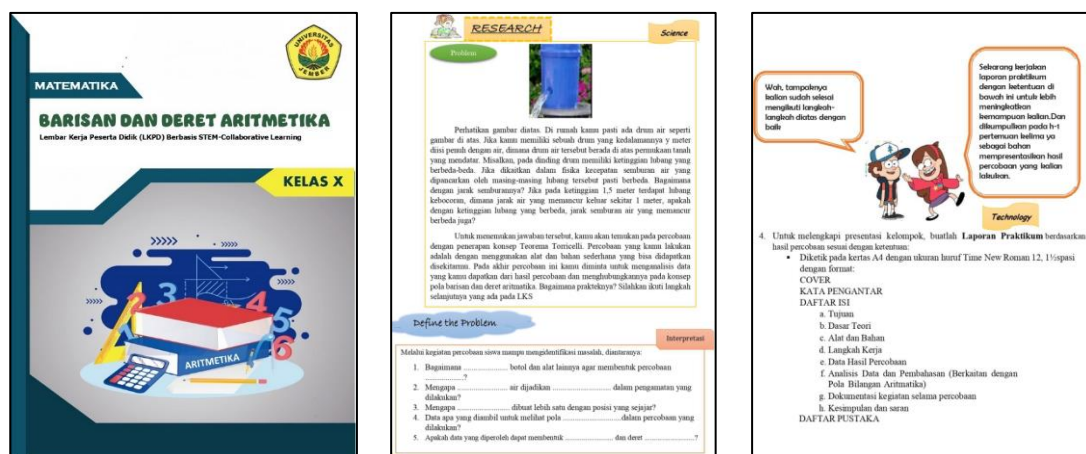 UNIVERSITAS
JEMBER
MATEMATIKA
BARISAN DAN DERET ARITMETIKA
Lembar Kerja Peserta Didik (LKPD) Berbasis STEM-Collaborative Learning
KELAS X
ARITMETIKA
RESEARCH
Science
Problem
Perhatikan gambar diatas. Di rumah kamu pasti ada drum air seperti
gambar di atas. Jika kamu memiliki sebuah drum yang kedalamannya y meter
diisi penuh dengan air, dimana drum air tersebut berada di atas permukaan tanah
yang mendatar. Misalkan, pada dinding drum memiliki ketinggian lubang yang
berbeda-beda. Jika dikaitkan dalam fisika kecepatan semburan air yang
dipancarkan oleh masing-masing lubang tersebut pasti berbeda. Bagaimana
dengan jarak semburannya? Jika pada ketinggian 1,5 meter terdapat lubang
kebocoran, dimana jarak air yang memancur keluar sekitar 1 meter, apakah
dengan ketinggian lubang yang berbeda, jarak semburan air yang memancur
berbeda juga?
Untuk menemukan jawaban tersebut, kamu akan temukan pada percobaan
dengan penerapan konsep Teorema Torricelli. Percobaan yang kamu lakukan
adalah dengan menggunakan alat dan bahan sederhana yang bisa didapatkan
disekitarmu. Pada akhir percobaan ini kamu diminta untuk menganalisis data
yang kamu dapatkan dari hasil percobaan dan menghubungkannya pada konsep
pola barisan dan deret aritmatika. Bagaimana prakteknya? Silahkan ikuti langkah
selanjutnya yang ada pada LKS
Define the Problem
Interpretasi
Melalui kegiatan percobaan siswa mampu mengidentifikasi masalah, diantaranya:
1. Bagaimana ..................... botol dan alat lainnya agar membentuk percobaan
................?
2. Mengapa ..................... air dijadikan ........................ dalam pengamatan yang
dilakukan?
3. Mengapa ..................... dibuat lebih satu dengan posisi yang sejajar?
4. Data apa yang diambil untuk melihat pola .....................dalam percobaan yang
dilakukan?
5. Apakah data yang diperoleh dapat membentuk ................... dan deret ....................?
Wah, tampaknya
kalian sudah selesai
mengikuti langkah-
langkah diatas dengan
baik
Sekarang kerjakan
laporan praktikum
dengan ketentuan di
bawah ini untuk lebih
meningkatkan
kemampuan kalian.Dan
dikumpulkan pada h-1
pertemuan kelima ya
sebagai bahan
mempresentasikan hasil
percobaan yang kalian
lakukan.
Technology
4. Untuk melengkapi presentasi kelompok, buatlah Laporan Praktikum berdasarkan
hasil percobaan sesuai dengan ketentuan:
▪ Diketik pada kertas A4 dengan ukuran huruf Time New Roman 12, 1½spasi
dengan format:
COVER
KATA PENGANTAR
DAFTAR ISI
a. Tujuan
b. Dasar Teori
c. Alat dan Bahan
d. Langkah Kerja
e. Data Hasil Percobaan
f. Analisis Data dan Pembahasan (Berkaitan dengan
Pola Bilangan Aritmatika)
g. Dokumentasi kegiatan selama percobaan
h. Kesimpulan dan saran
DAFTAR PUSTAKA